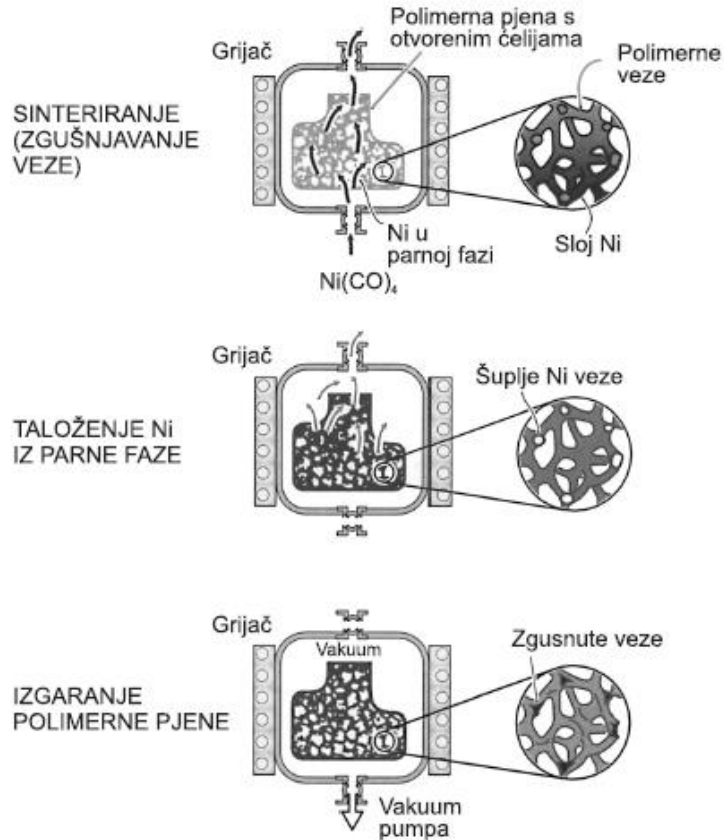 Polimerna pjena s
otvorenim ćelijama
Grijač
Polimerne
veze
SINTERIRANJE
(ZGUŠNJAVANJE
VEZE)
1
Ni u
parnoj fazi
Sloj Ni
Ni(CO)₄
Grijač
Šuplje Ni veze
TALOŽENJE Ni
IZ PARNE FAZE
1
Grijač
Vakuum
Zgusnute veze
IZGARANJE
POLIMERNE PJENE
1
Vakuum
pumpa